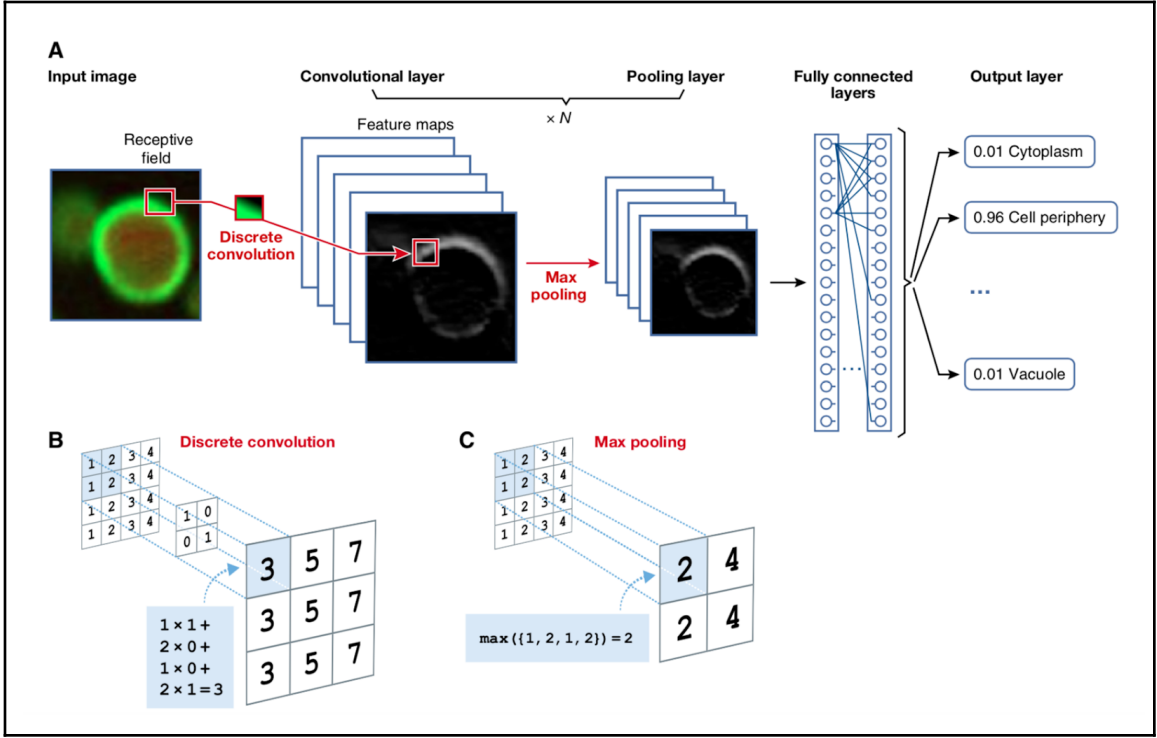 A
Input image
Convolutional layer
Pooling layer
Fully connected
layers
Output layer
× N
Receptive
field
Feature maps
Discrete
convolution
Max
pooling
...
0.01 Cytoplasm
0.96 Cell periphery
...
0.01 Vacuole
B
Discrete convolution
1 2 3 4
1 2 3 4
1 2 3 4
1 2 3 4
1 0
0 1
3 5 7
3 5 7
3 5 7
1 × 1 +
2 × 0 +
1 × 0 +
2 × 1 = 3
C
Max pooling
1 2 3 4
1 2 3 4
1 2 3 4
1 2 3 4
2 4
2 4
max({1, 2, 1, 2}) = 2